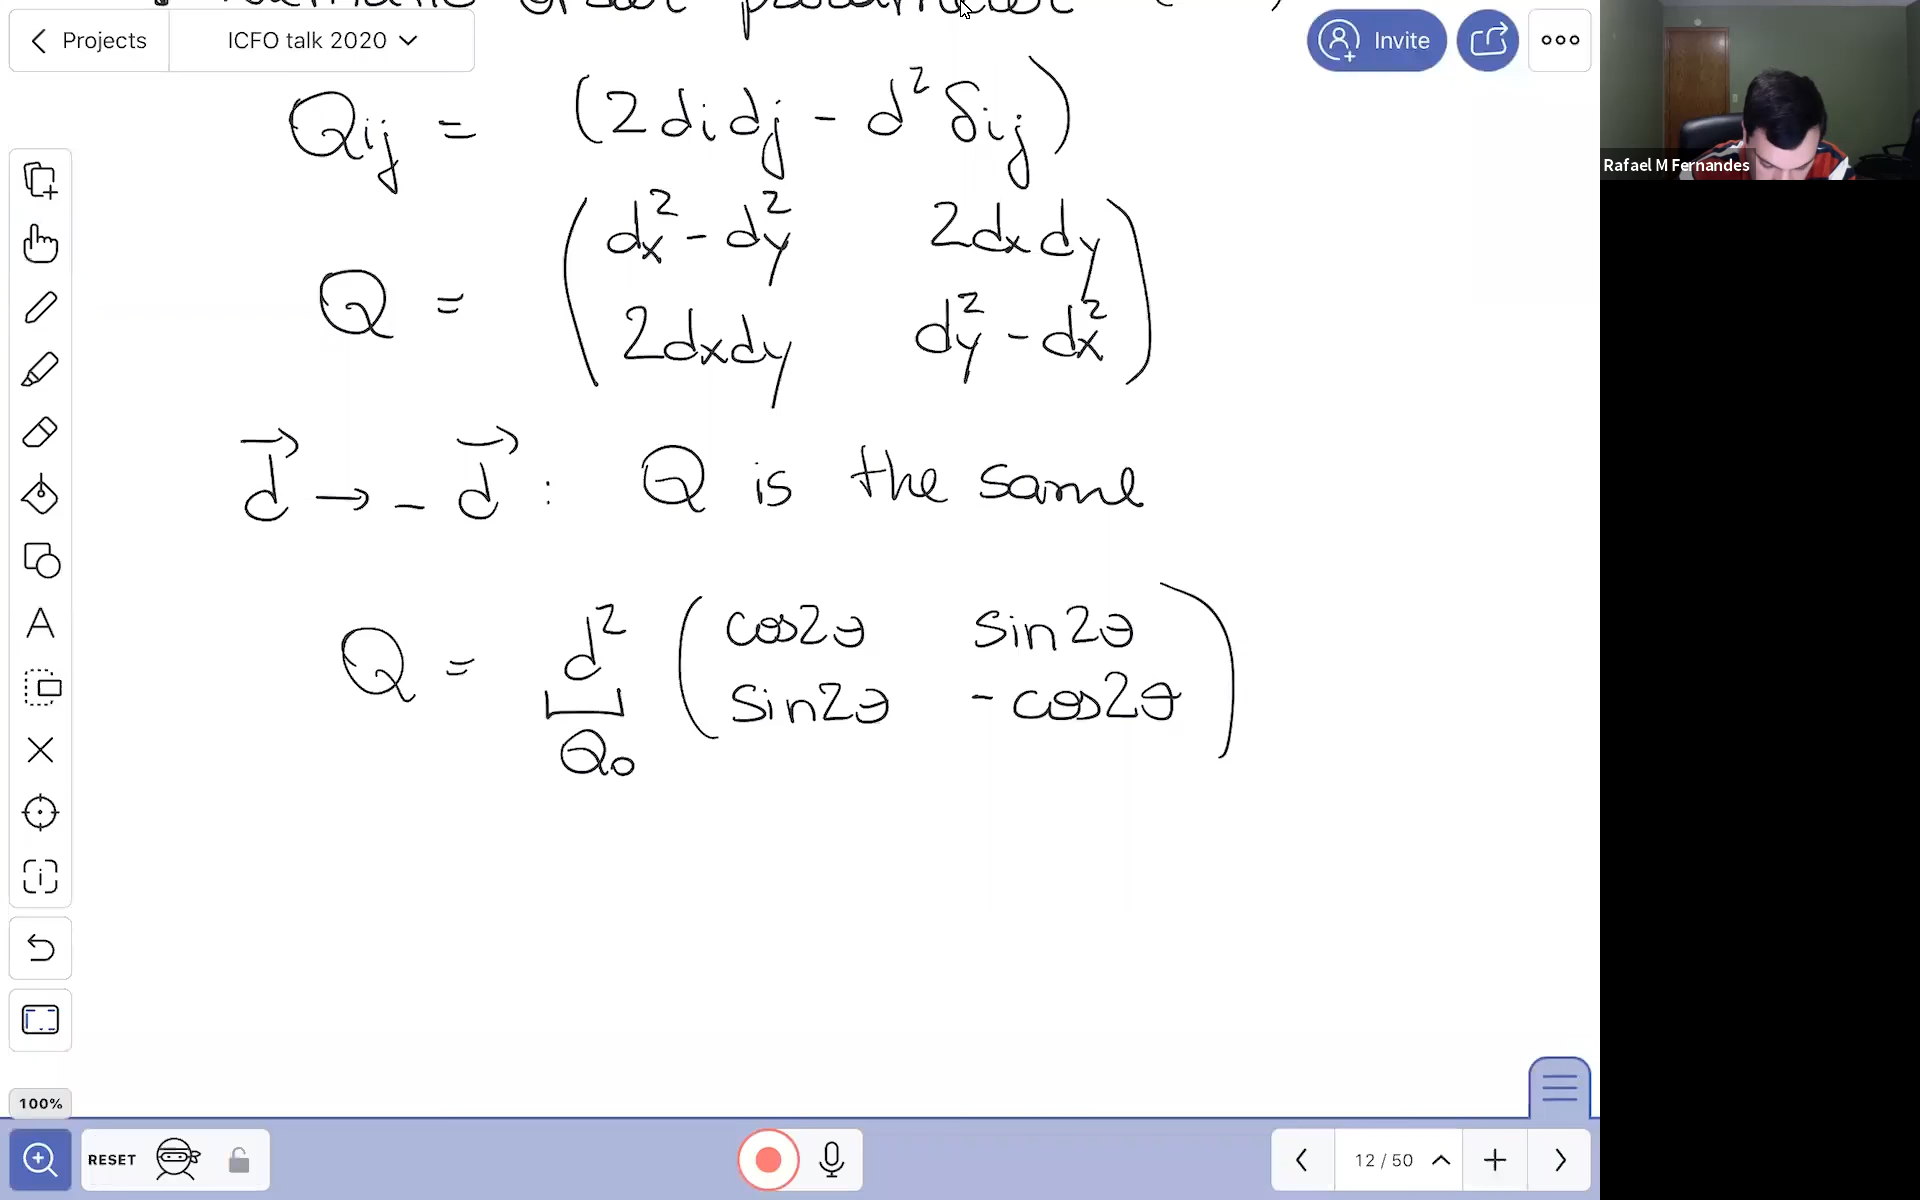 Projects
ICFO talk 2020
Invite
Rafael M Fernandes
Qij = (2didj - d²δij)
Q = (dx² - dy² 2dxdy
2dxdy dy² - dx²)
d⃗ → - d⃗ : Q is the same
Q = d² (cos2θ sin2θ
sin2θ - cos2θ)
Q₀
100%
RESET
12 / 50